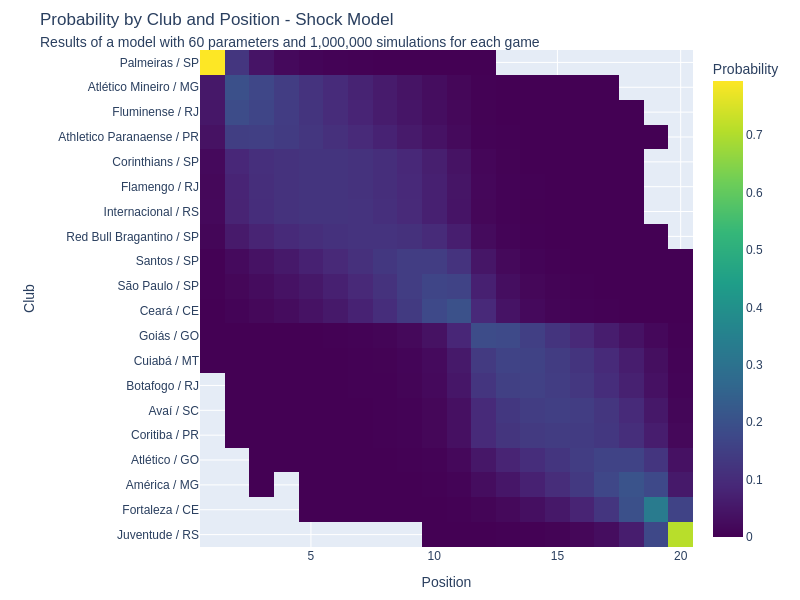 Probability by Club and Position - Shock Model
Results of a model with 60 parameters and 1,000,000 simulations for each game
Palmeiras / SP
Atlético Mineiro / MG
Fluminense / RJ
Athletico Paranaense / PR
Corinthians / SP
Flamengo / RJ
Internacional / RS
Red Bull Bragantino / SP
Santos / SP
São Paulo / SP
Ceará / CE
Goiás / GO
Cuiabá / MT
Botafogo / RJ
Avaí / SC
Coritiba / PR
Atlético / GO
América / MG
Fortaleza / CE
Juventude / RS
Club
5
10
15
20
Position
Probability
0.7
0.6
0.5
0.4
0.3
0.2
0.1
0